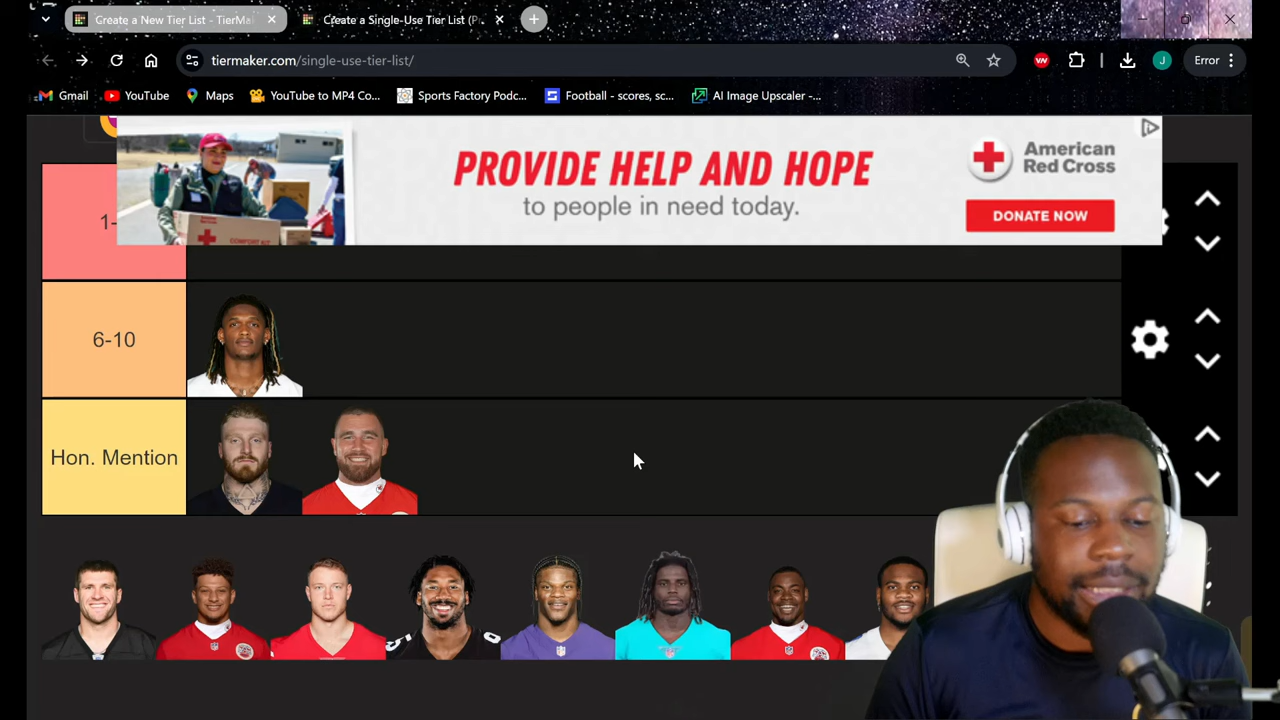 Create a New Tier List - TierMa
Create a Single-Use Tier List (P
tiermaker.com/single-use-tier-list/
Error
Gmail
YouTube
Maps
YouTube to MP4 Co...
Sports Factory Podc...
Football - scores, sc...
AI Image Upscaler -...
J
PROVIDE HELP AND HOPE
to people in need today.
American
Red Cross
DONATE NOW
1-
6-10
Hon. Mention